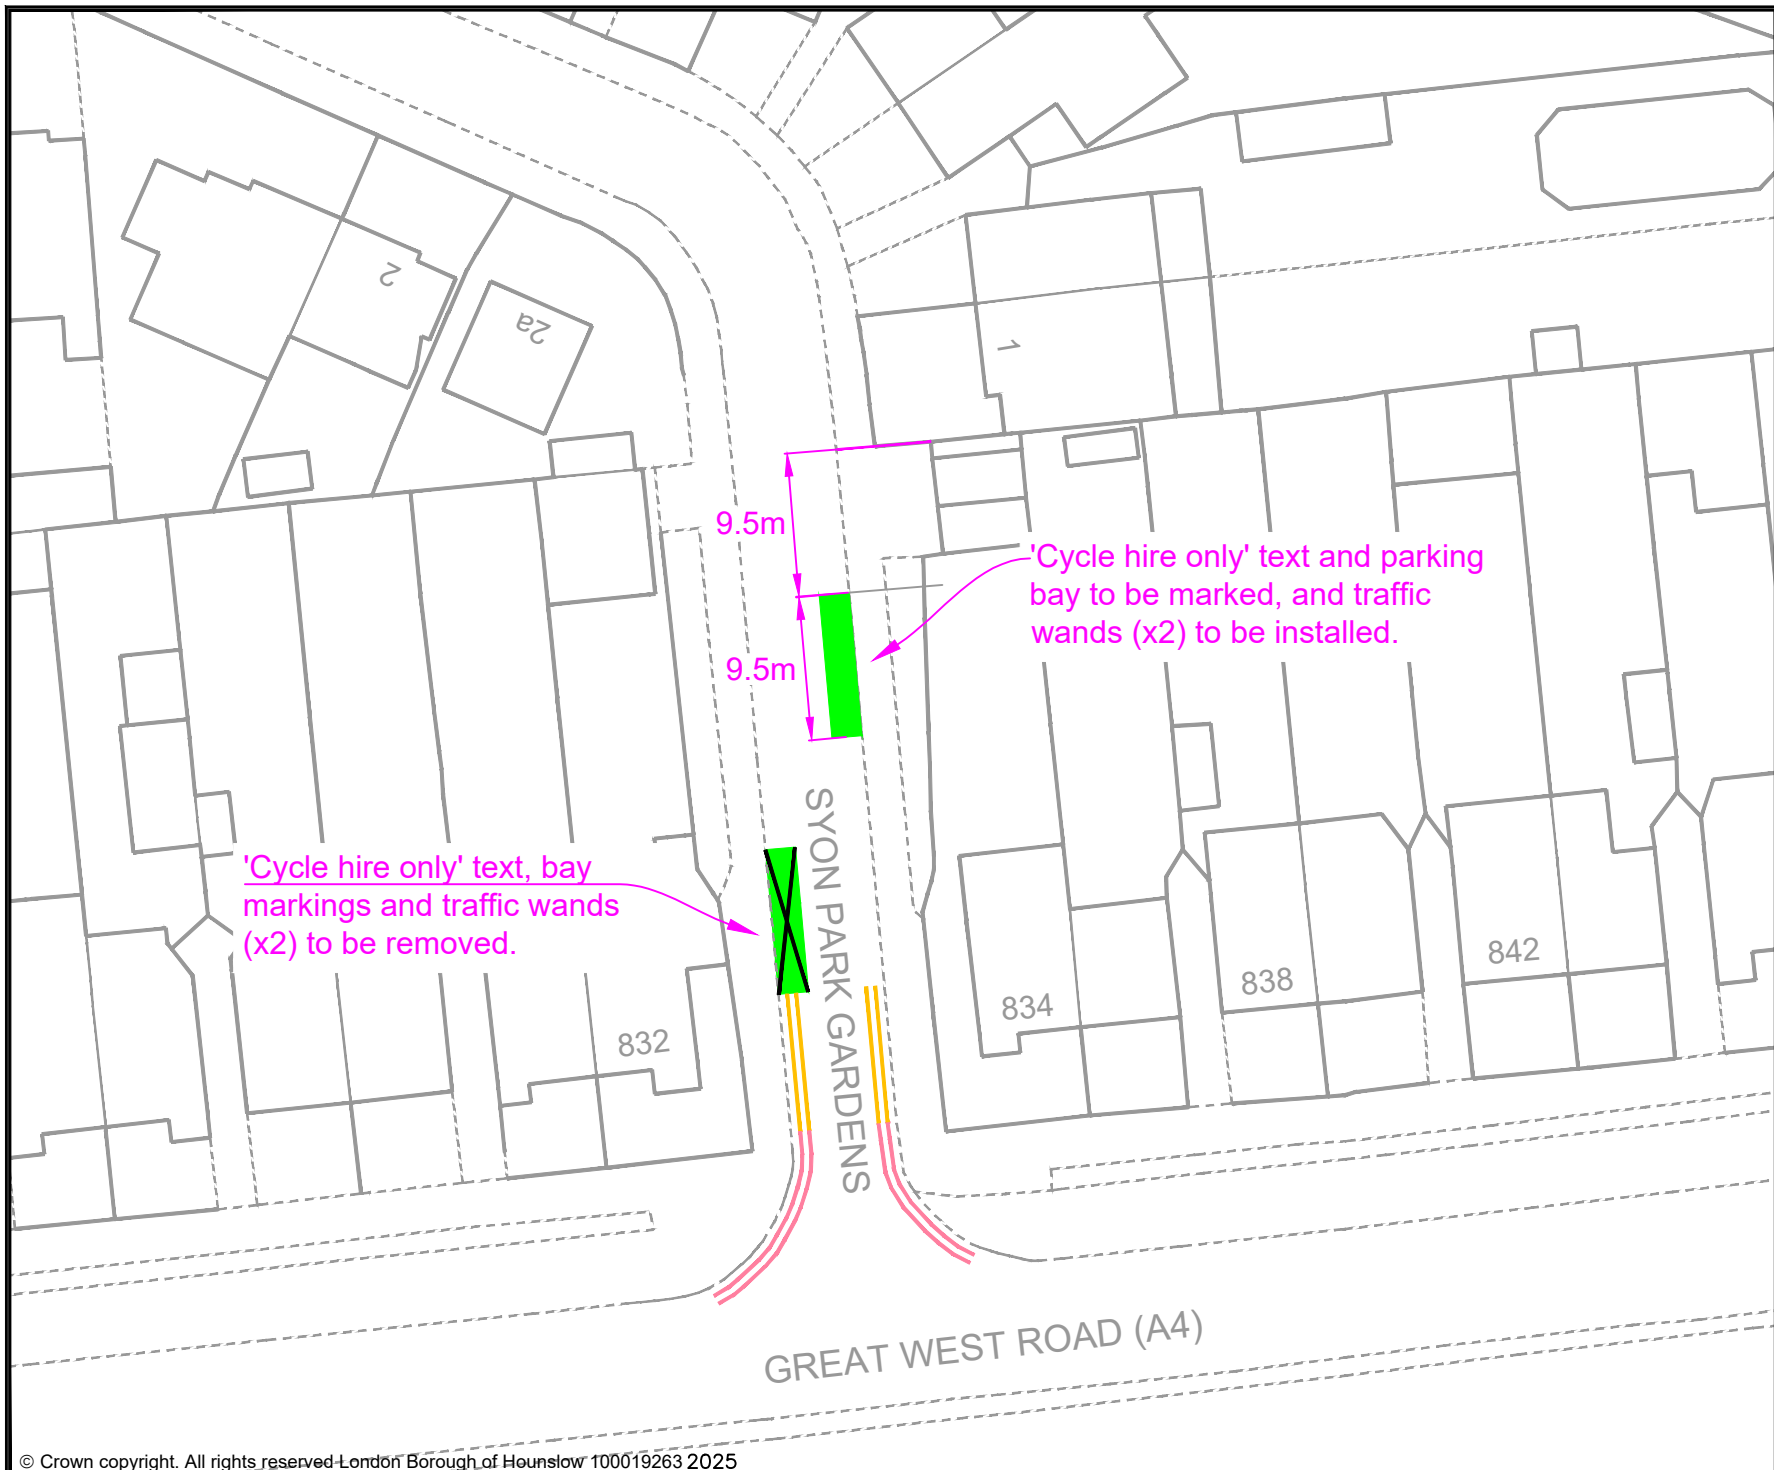 2
2a
1
9.5m
'Cycle hire only' text and parking
bay to be marked, and traffic
wands (x2) to be installed.
9.5m
SYON PARK GARDENS
'Cycle hire only' text, bay
markings and traffic wands
(x2) to be removed.
832
834
838
842
GREAT WEST ROAD (A4)
© Crown copyright. All rights reserved London Borough of Hounslow 100019263 2025